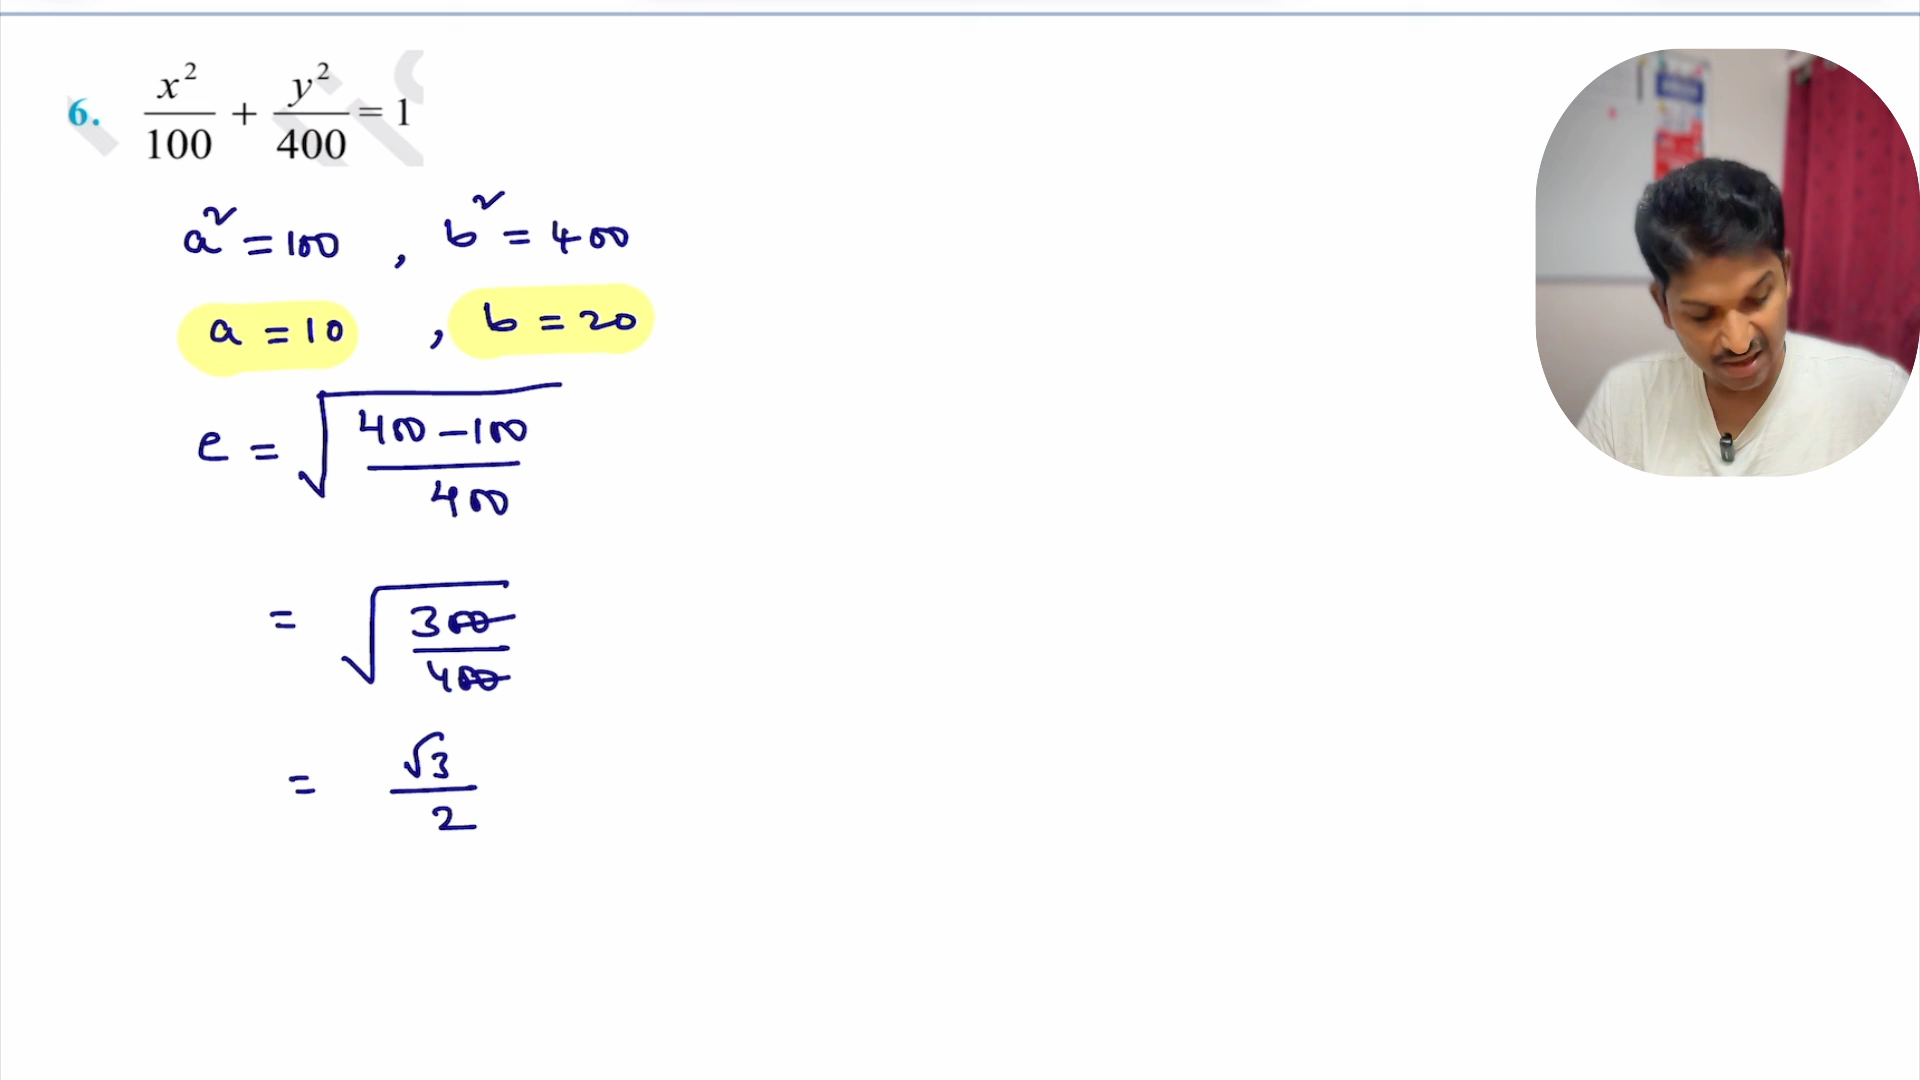 6. x²/100 + y²/400 = 1
a² = 100 , b² = 400
a = 10 , b = 20
e = √((400 - 100)/400)
= √(300/400)
= √3/2